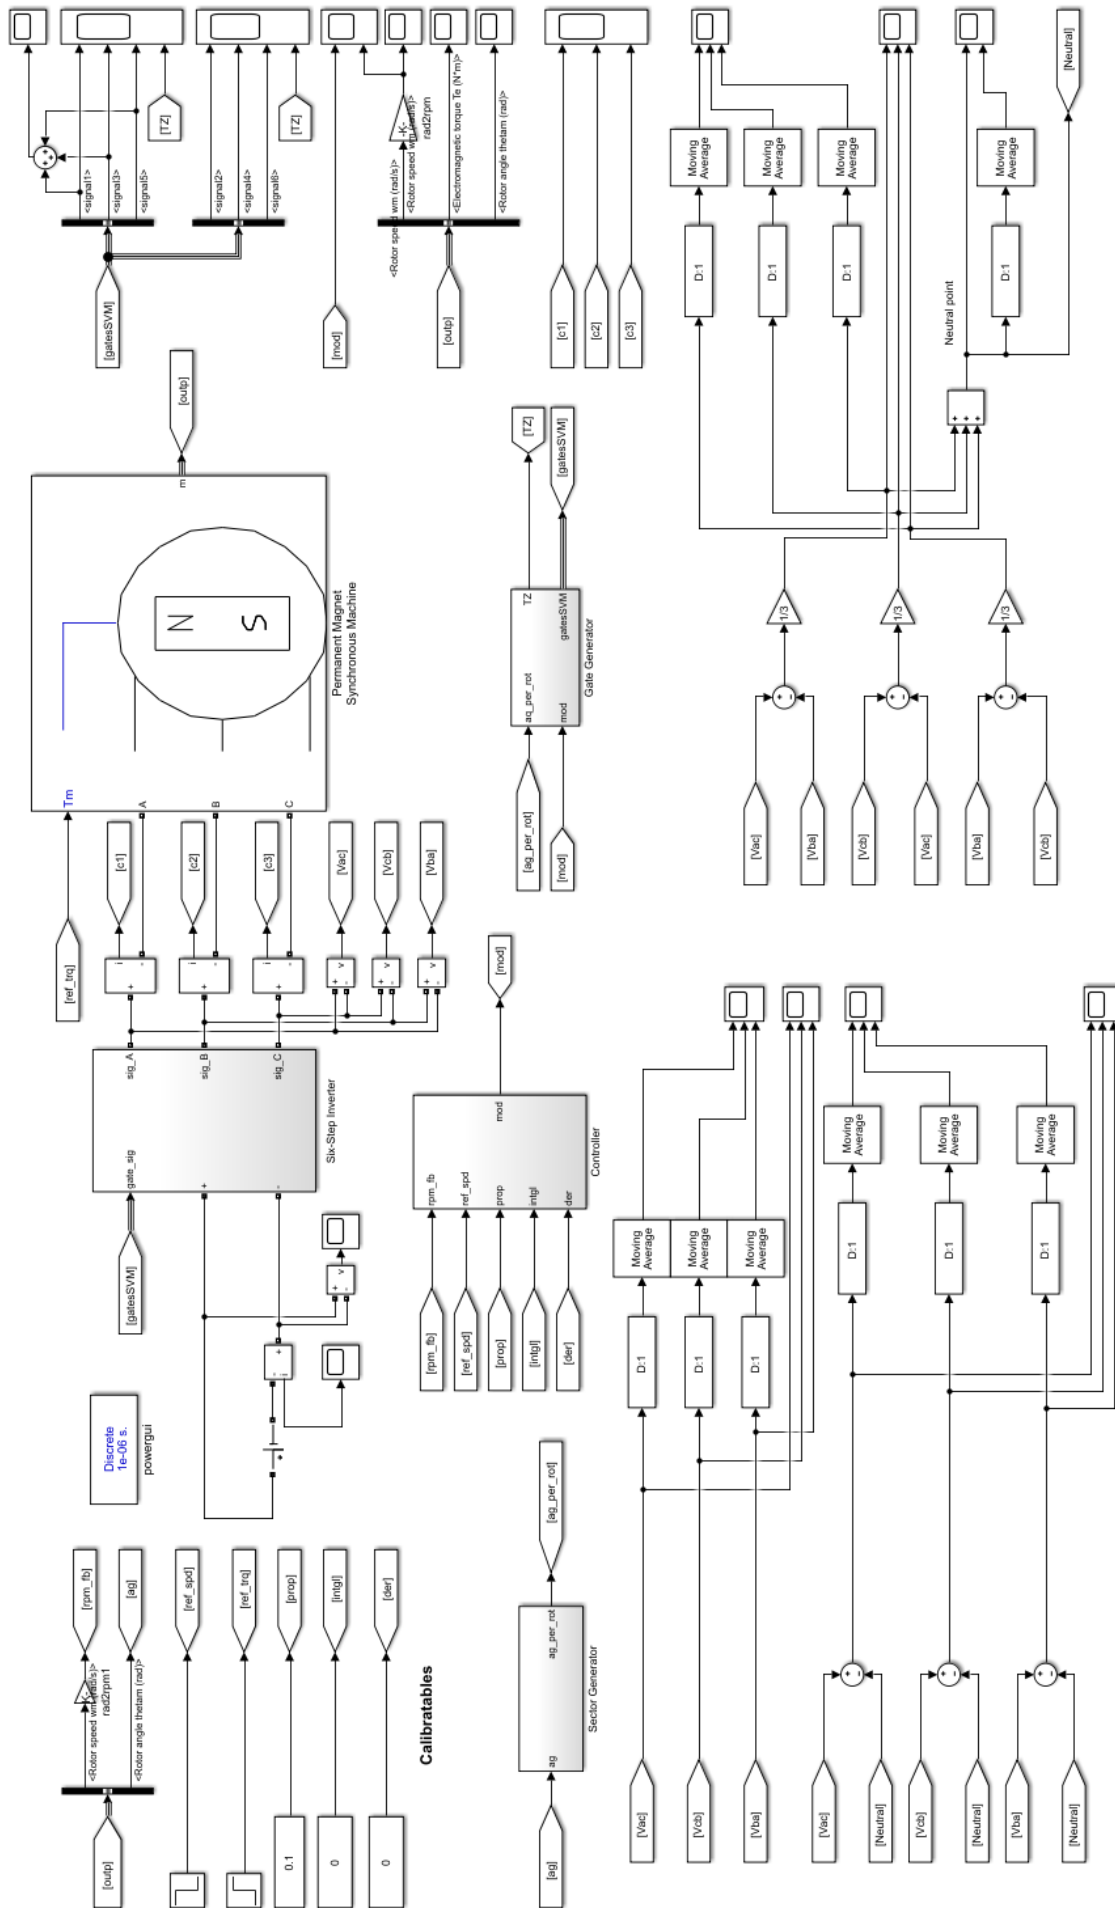 [outp]
<Rotor speed wm (rad/s)>
K-
rad2rpm1
[rpm_fb]
<Rotor angle thetam (rad)>
[ag]
[ref_spd]
[ref_trq]
0.1
[prop]
0
[intgl]
0
[der]
Calibratables
Discrete
1e-06 s.
powergui
+
-
+
i
+
-
v
[gatesSVM]
gate_sig
+
-
sig_A
sig_B
sig_C
Six-Step Inverter
[ref_trq]
+
i
-
[c1]
+
i
-
[c2]
+
i
-
[c3]
+
-
v
[Vac]
+
-
v
[Vcb]
+
-
v
[Vba]
Tm
A
B
C
N
S
m
Permanent Magnet
Synchronous Machine
[outp]
[gatesSVM]
<signal1>
<signal3>
<signal5>
+
+
+
[TZ]
<signal2>
<signal4>
<signal6>
[TZ]
[mod]
[outp]
<Rotor speed wm (rad/s)>
-K-
rad2rpm
<Rotor speed wm (rad/s)>
<Electromagnetic torque Te (N*m)>
<Rotor angle thetam (rad)>
[ag]
ag
ag_per_rot
Sector Generator
[ag_per_rot]
[rpm_fb]
[ref_spd]
[prop]
[intgl]
[der]
rpm_fb
ref_spd
prop
intgl
der
mod
Controller
[mod]
[ag_per_rot]
[mod]
aq_per_rot
mod
TZ
gatesSVM
Gate Generator
[TZ]
[gatesSVM]
[c1]
[c2]
[c3]
[Vac]
D:1
Moving
Average
[Vcb]
D:1
Moving
Average
[Vba]
D:1
Moving
Average
[Vac]
[Neutral]
+
-
D:1
Moving
Average
[Vcb]
[Neutral]
+
-
D:1
Moving
Average
[Vba]
[Neutral]
+
-
D:1
Moving
Average
[Vac]
[Vba]
+
-
1/3
[Vcb]
[Vac]
+
-
1/3
[Vba]
[Vcb]
+
-
1/3
D:1
Moving
Average
D:1
Moving
Average
D:1
Moving
Average
+
+
+
Neutral point
D:1
Moving
Average
[Neutral]